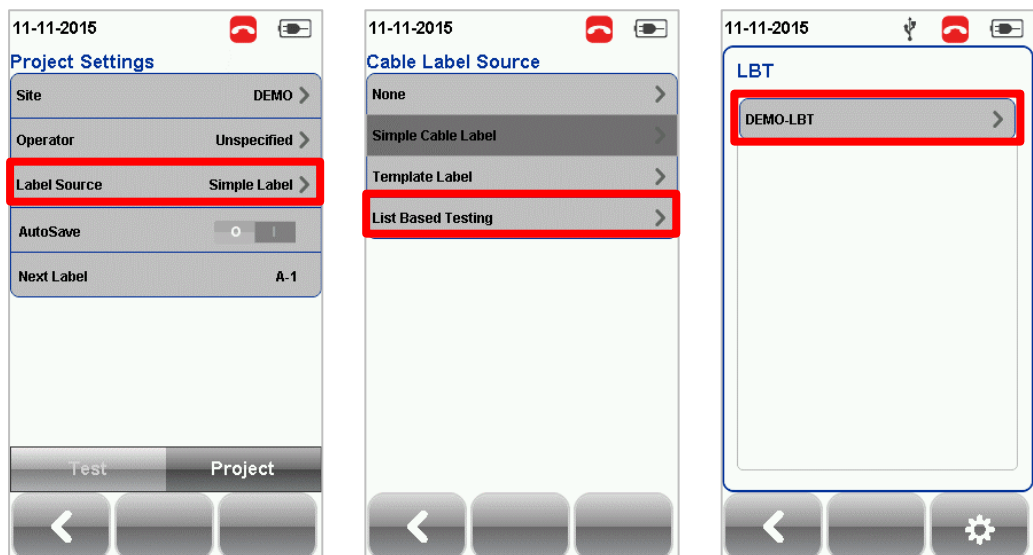 11-11-2015
Project Settings
Site DEMO
Operator Unspecified
Label Source Simple Label
AutoSave O I
Next Label A-1
Test Project
11-11-2015
Cable Label Source
None
Simple Cable Label
Template Label
List Based Testing
11-11-2015
LBT
DEMO-LBT